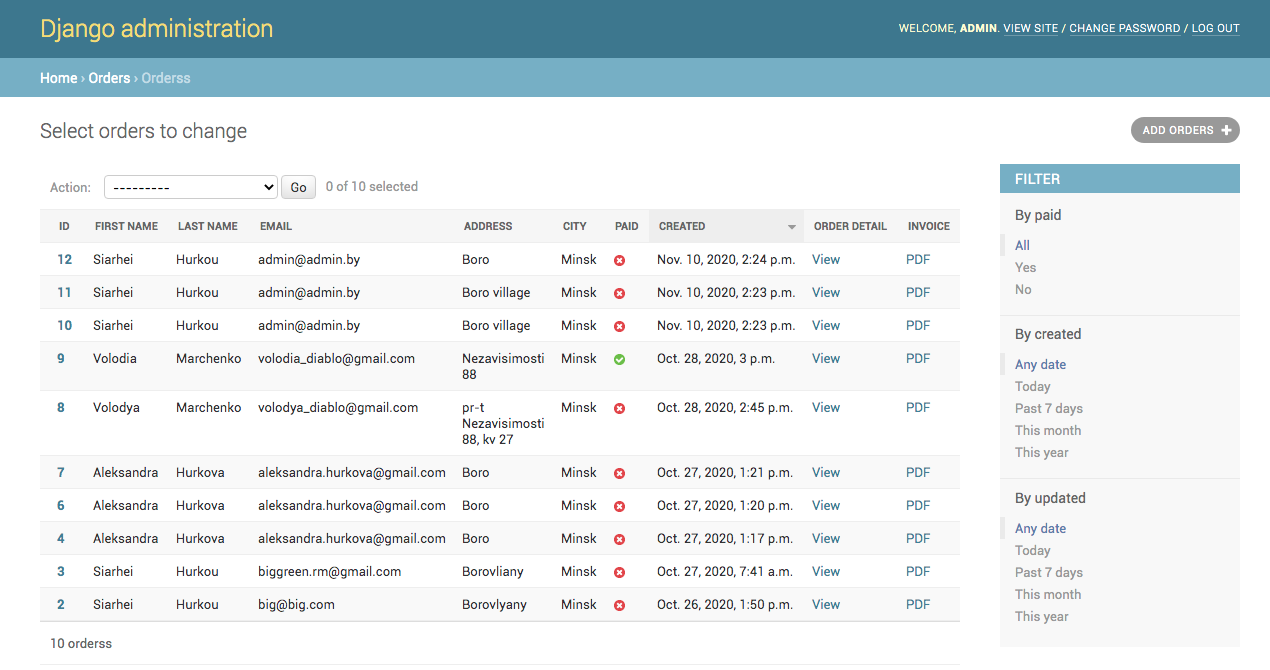 Django administration
WELCOME, ADMIN. VIEW SITE / CHANGE PASSWORD / LOG OUT
Home › Orders › Orderss
Select orders to change
ADD ORDERS +
Action: --------- Go 0 of 10 selected
ID FIRST NAME LAST NAME EMAIL ADDRESS CITY PAID CREATED ORDER DETAIL INVOICE
12 Siarhei Hurkou admin@admin.by Boro Minsk Nov. 10, 2020, 2:24 p.m. View PDF
11 Siarhei Hurkou admin@admin.by Boro village Minsk Nov. 10, 2020, 2:23 p.m. View PDF
10 Siarhei Hurkou admin@admin.by Boro village Minsk Nov. 10, 2020, 2:23 p.m. View PDF
9 Volodia Marchenko volodia_diablo@gmail.com Nezavisimosti Minsk Oct. 28, 2020, 3 p.m. View PDF
88
8 Volodya Marchenko volodya_diablo@gmail.com pr-t Minsk Oct. 28, 2020, 2:45 p.m. View PDF
Nezavisimosti
88, kv 27
7 Aleksandra Hurkova aleksandra.hurkova@gmail.com Boro Minsk Oct. 27, 2020, 1:21 p.m. View PDF
6 Aleksandra Hurkova aleksandra.hurkova@gmail.com Boro Minsk Oct. 27, 2020, 1:20 p.m. View PDF
4 Aleksandra Hurkova aleksandra.hurkova@gmail.com Boro Minsk Oct. 27, 2020, 1:17 p.m. View PDF
3 Siarhei Hurkou biggreen.rm@gmail.com Borovliany Minsk Oct. 27, 2020, 7:41 a.m. View PDF
2 Siarhei Hurkou big@big.com Borovlyany Minsk Oct. 26, 2020, 1:50 p.m. View PDF
10 orderss
FILTER
By paid
All
Yes
No
By created
Any date
Today
Past 7 days
This month
This year
By updated
Any date
Today
Past 7 days
This month
This year